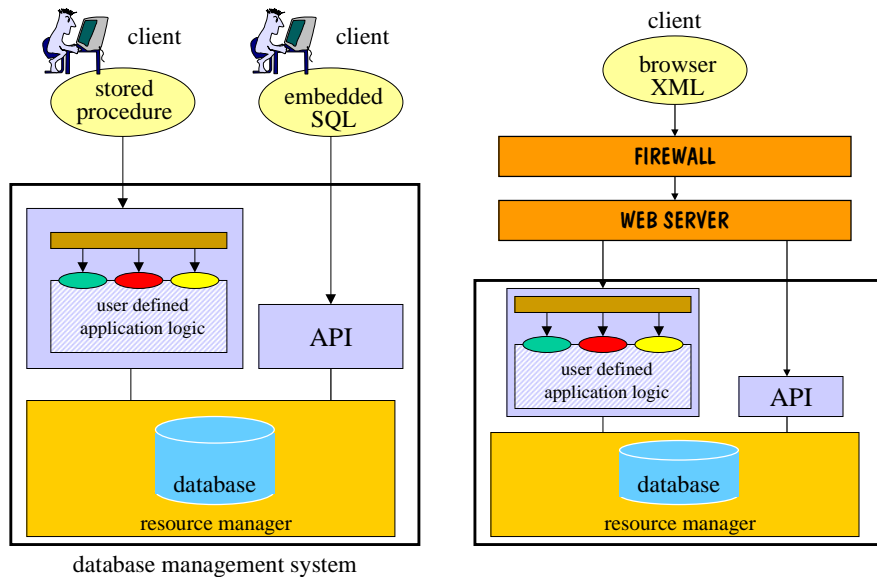 client
client
stored
procedure
embedded
SQL
user defined
application logic
API
database
resource manager
database management system
client
browser
XML
FIREWALL
WEB SERVER
user defined
application logic
API
database
resource manager